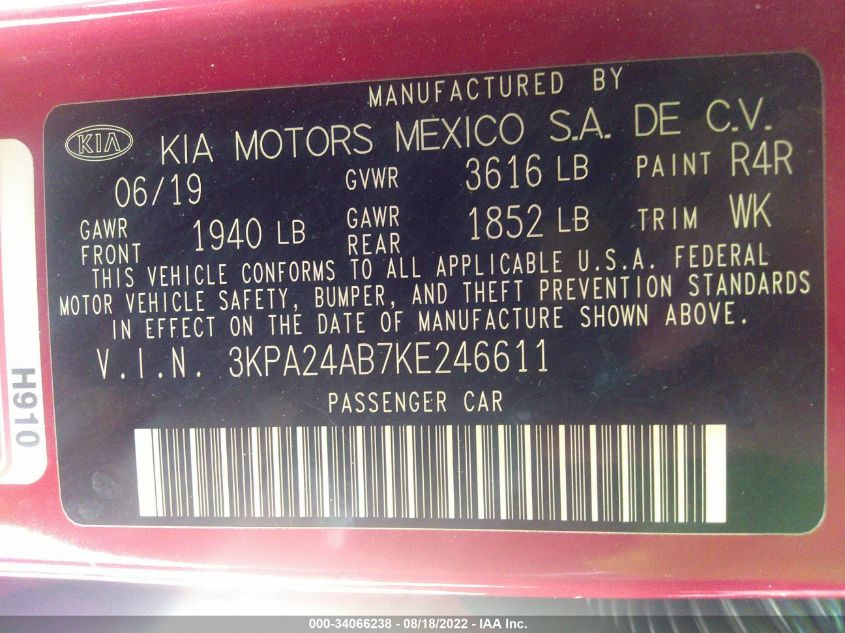 MANUFACTURED BY
KIA KIA MOTORS MEXICO S.A. DE C.V.
06/19 GVWR 3616 LB PAINT R4R
GAWR FRONT 1940 LB GAWR REAR 1852 LB TRIM WK
THIS VEHICLE CONFORMS TO ALL APPLICABLE U.S.A. FEDERAL
MOTOR VEHICLE SAFETY, BUMPER, AND THEFT PREVENTION STANDARDS
IN EFFECT ON THE DATE OF MANUFACTURE SHOWN ABOVE.
V.I.N. 3KPA24AB7KE246611
PASSENGER CAR
H910
000-34066238 - 08/18/2022 - IAA Inc.